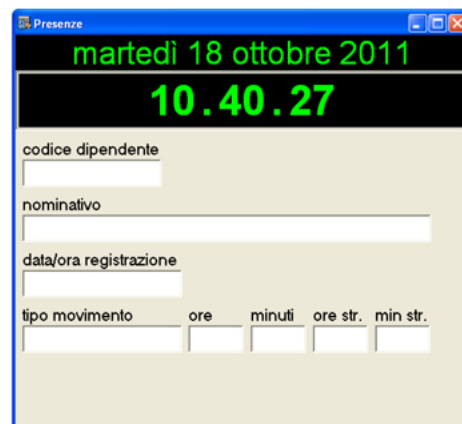 Presenze
martedì 18 ottobre 2011
10.40.27
codice dipendente
nominativo
data/ora registrazione
tipo movimento ore minuti ore str. min str.